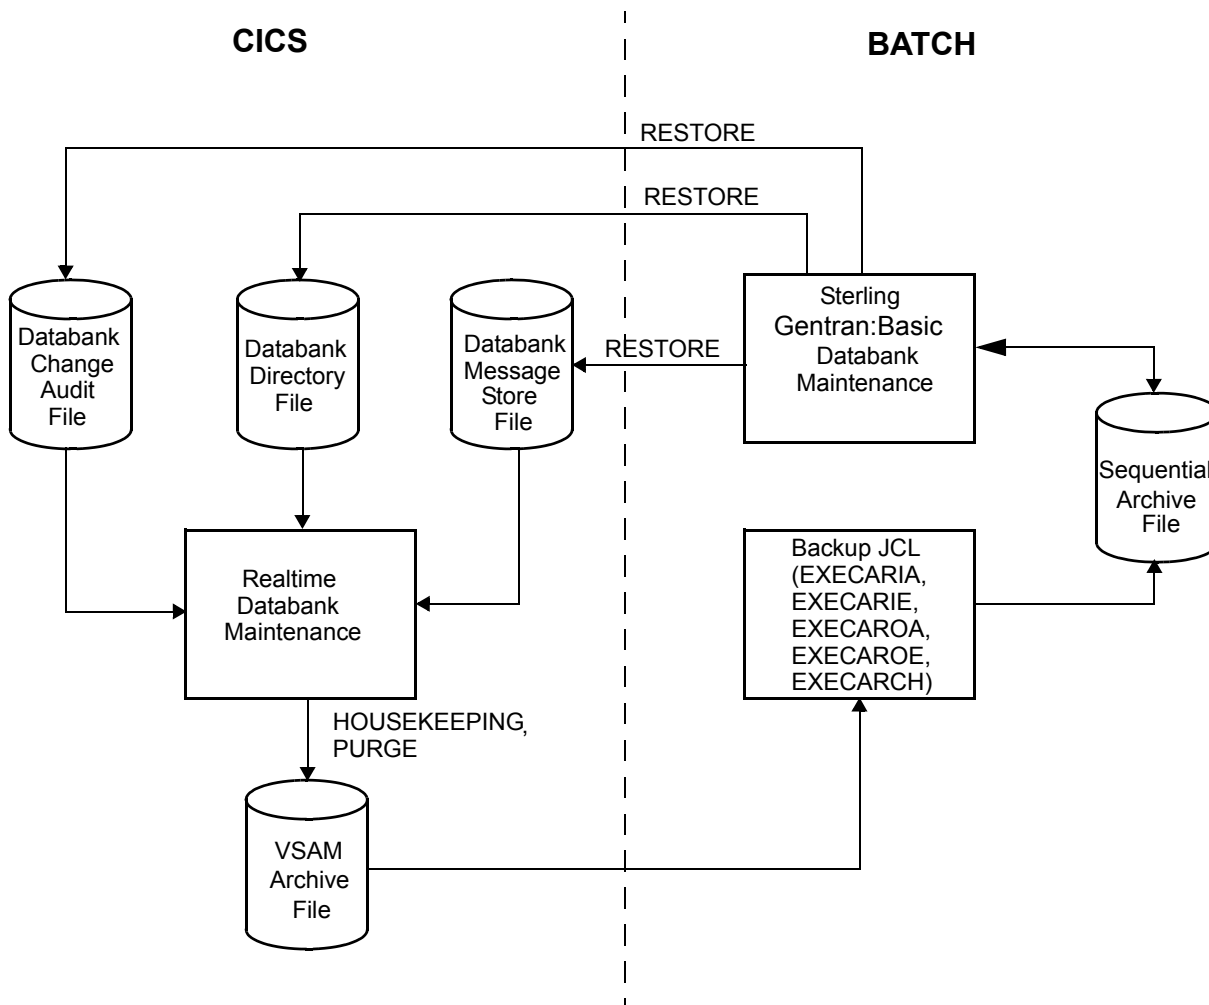 CICS
BATCH
RESTORE
RESTORE
Databank
Change
Audit
File
Databank
Directory
File
Databank
Message
Store
File
RESTORE
Sterling
Gentran:Basic
Databank
Maintenance
Sequential
Archive
File
Realtime
Databank
Maintenance
Backup JCL
(EXECARIA,
EXECARIE,
EXECAROA,
EXECAROE,
EXECARCH)
HOUSEKEEPING,
PURGE
VSAM
Archive
File